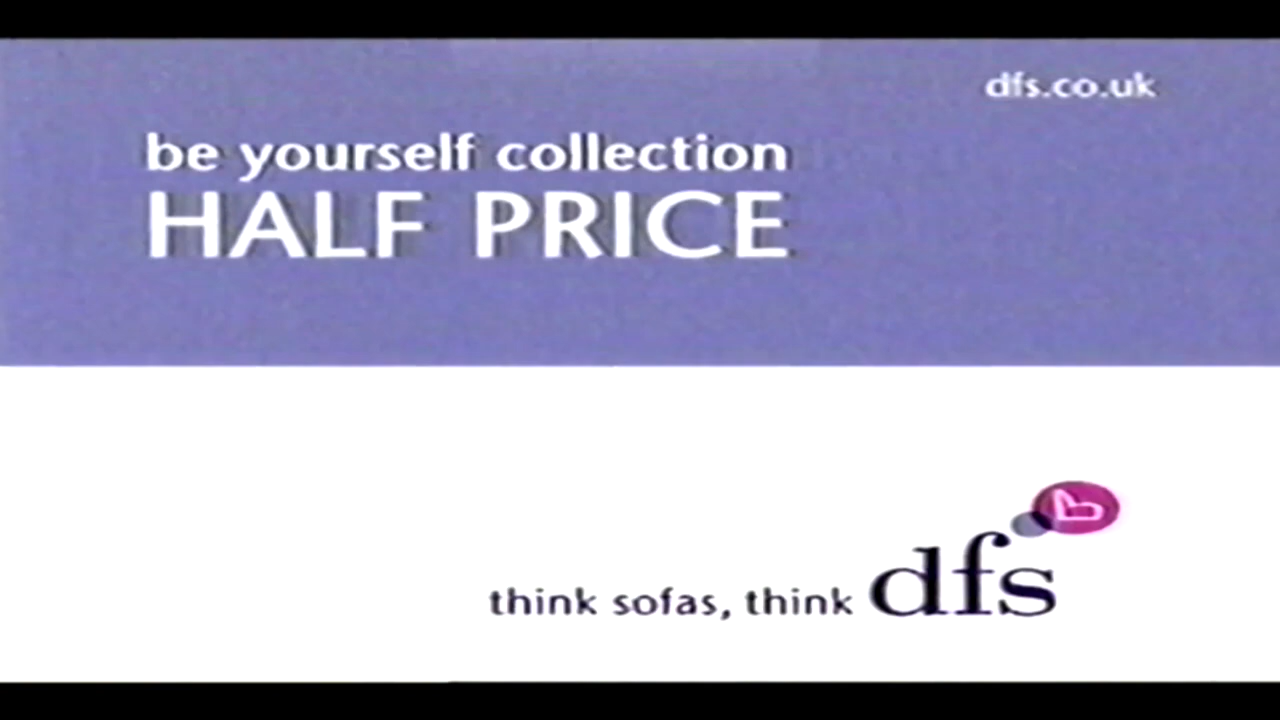 dfs.co.uk
be yourself collection
HALF PRICE
think sofas, think dfs